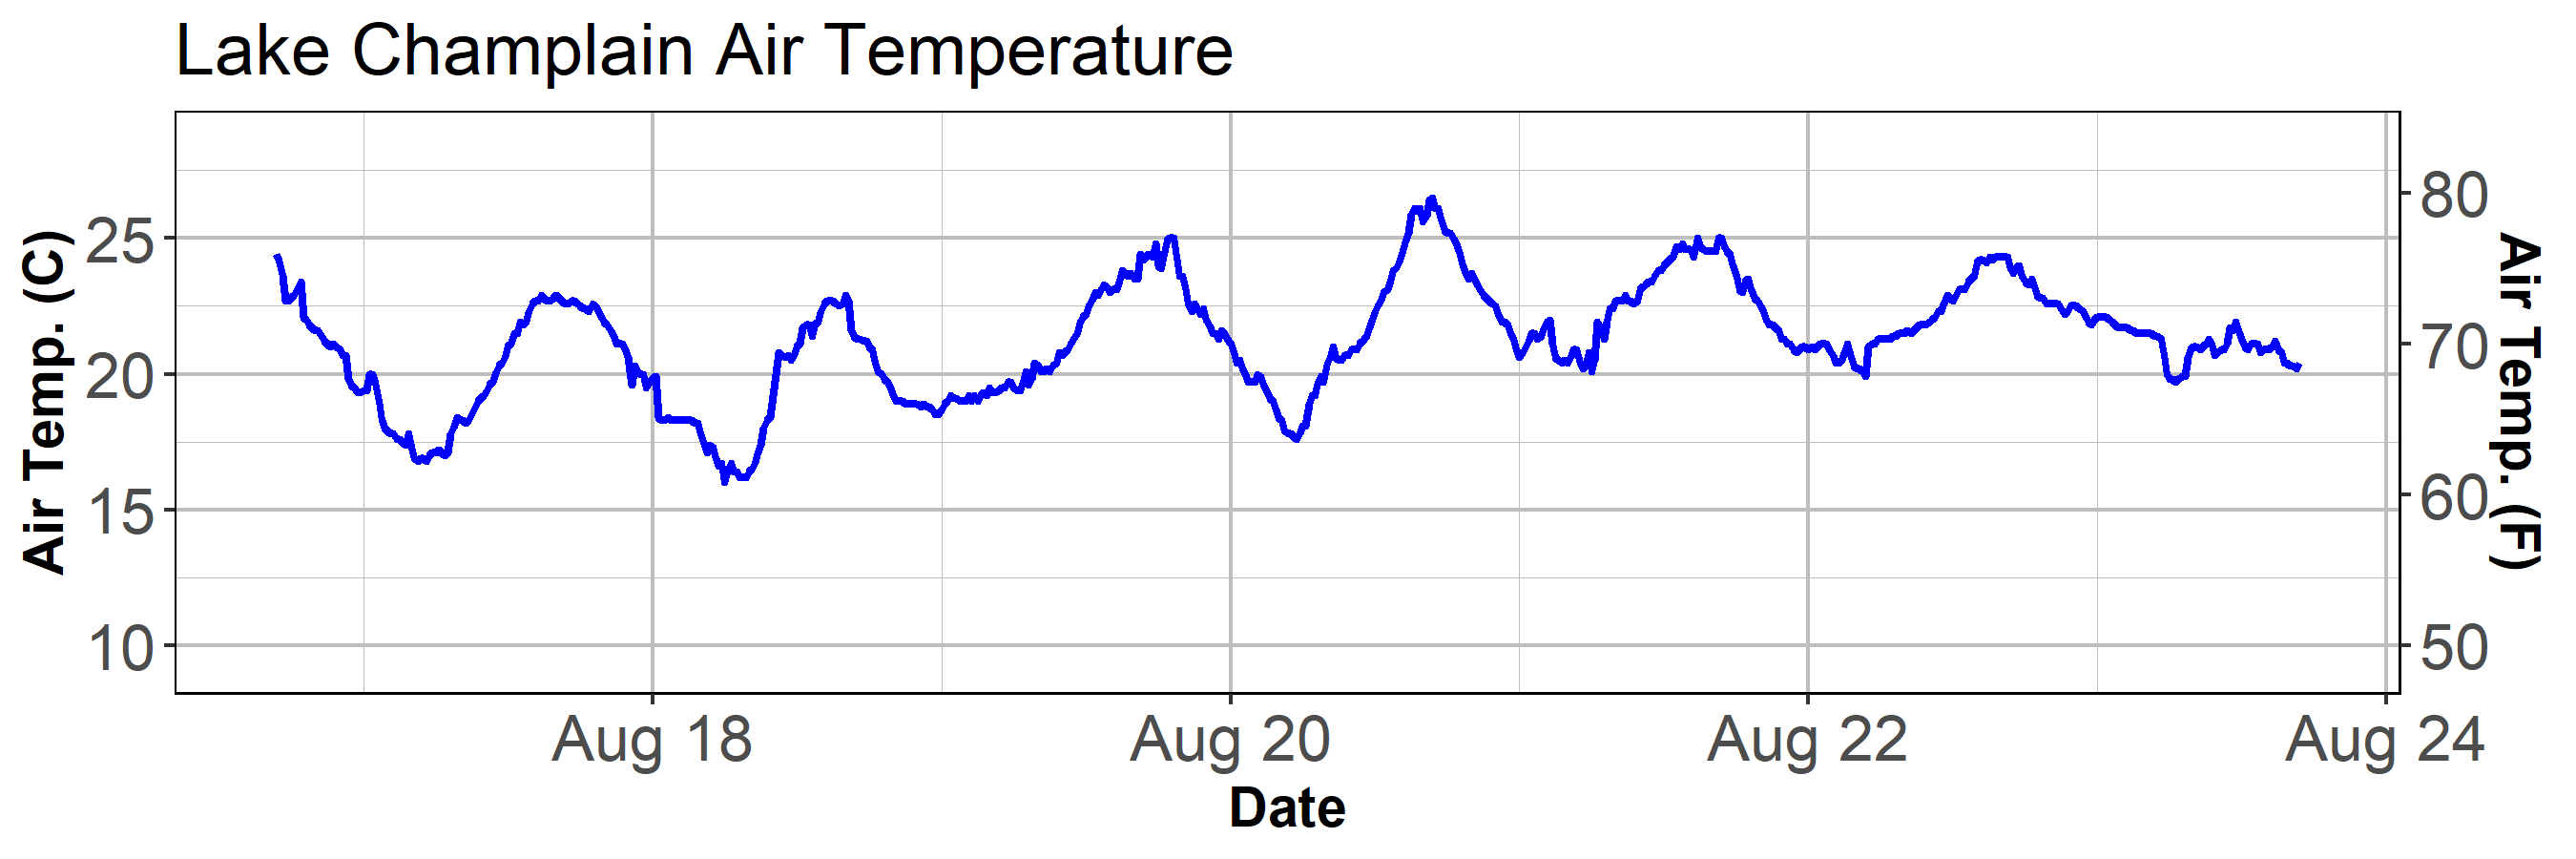 Lake Champlain Air Temperature
Air Temp. (C)
25
20
15
10
80
70
60
50
Air Temp. (F)
Aug 18
Aug 20
Aug 22
Aug 24
Date